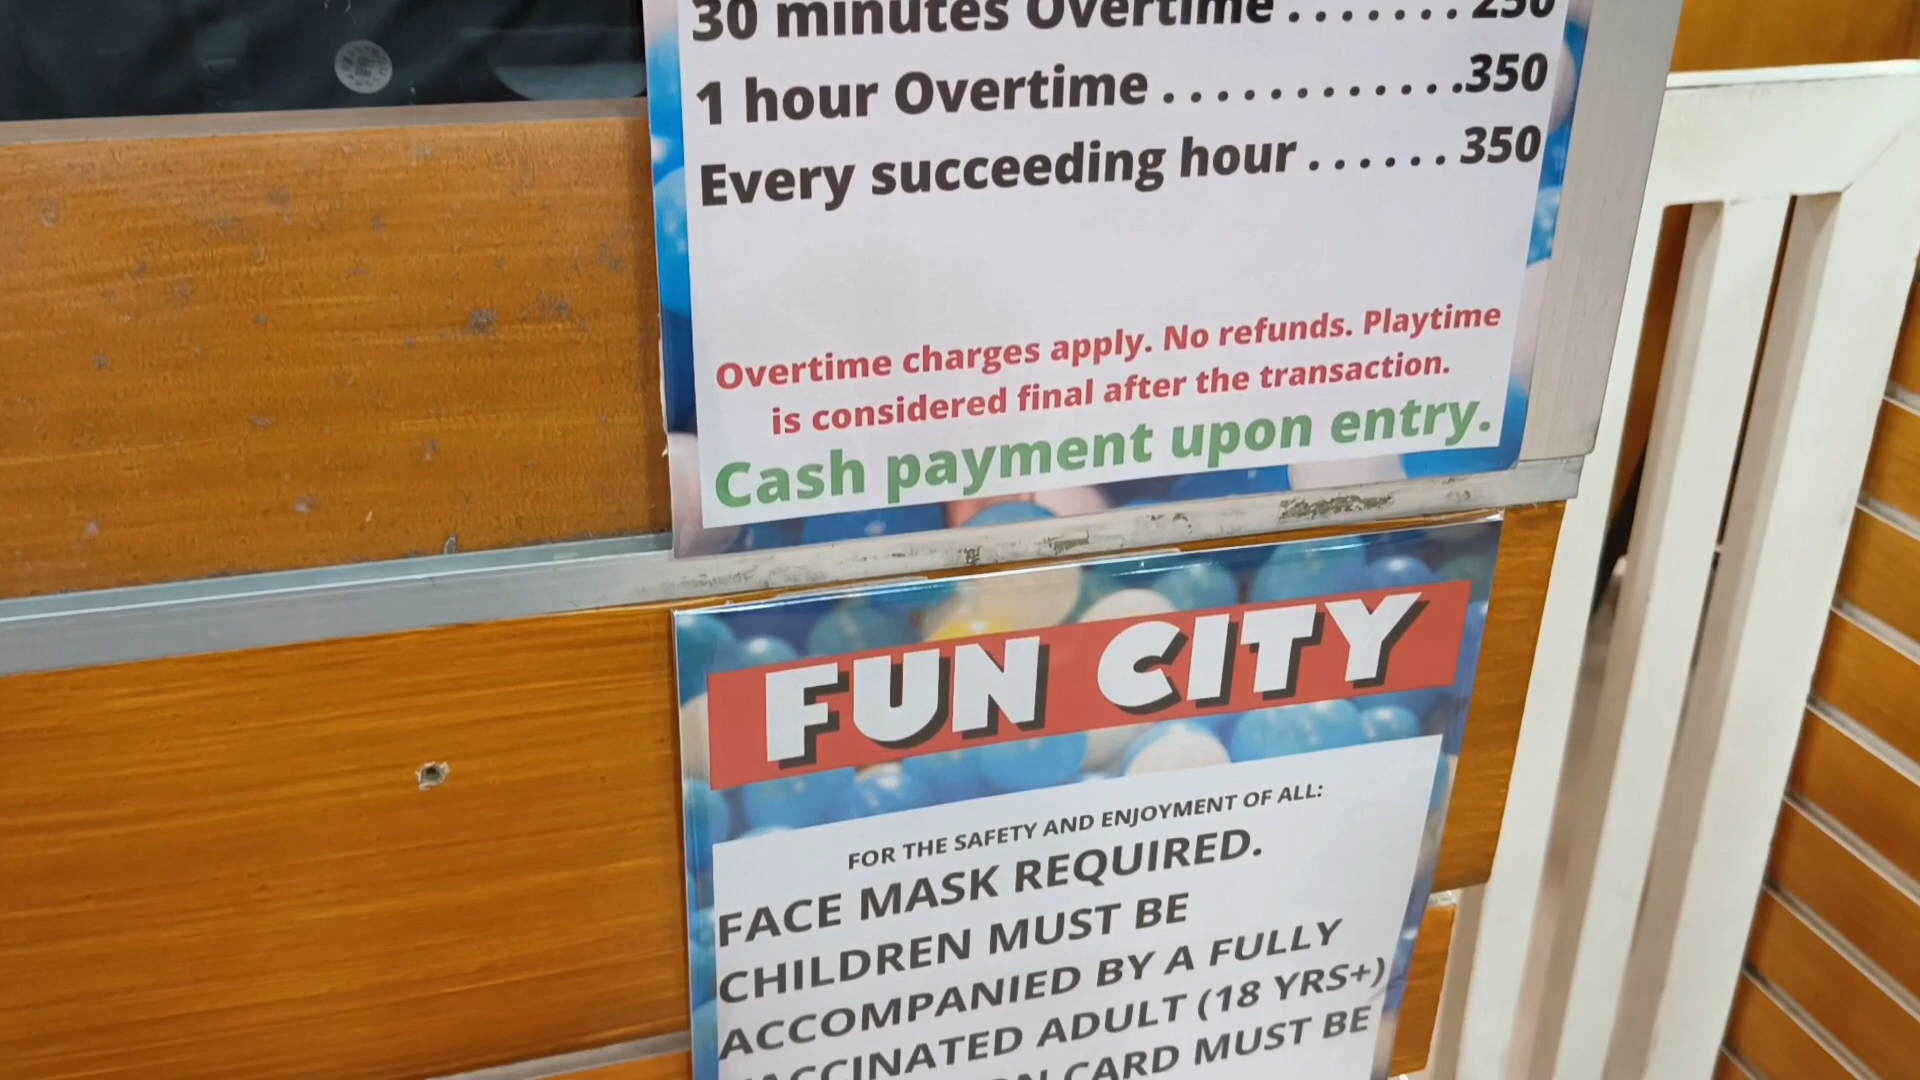 30 minutes Overtime.......250
1 hour Overtime............350
Every succeeding hour......350
Overtime charges apply. No refunds. Playtime
is considered final after the transaction.
Cash payment upon entry.
FUN CITY
FOR THE SAFETY AND ENJOYMENT OF ALL:
FACE MASK REQUIRED.
CHILDREN MUST BE
ACCOMPANIED BY A FULLY
VACCINATED ADULT (18 YRS+)
CARD MUST BE